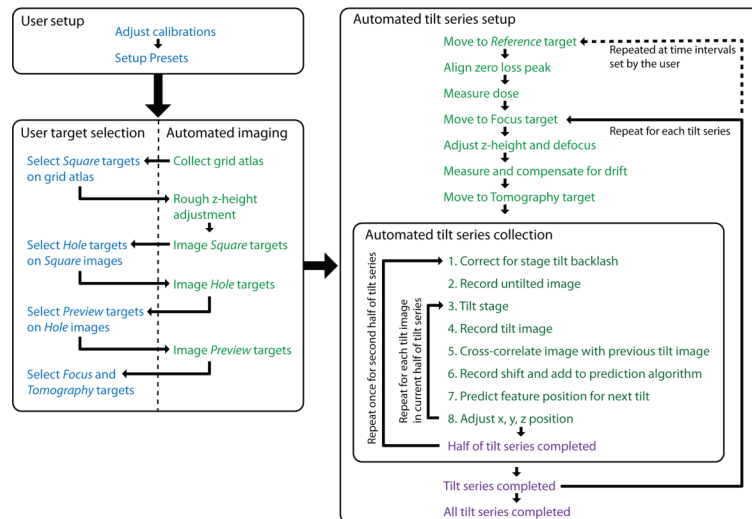 User setup
Adjust calibrations
Setup Presets
User target selection
Automated imaging
Collect grid atlas
Select Square targets
on grid atlas
Rough z-height
adjustment
Select Hole targets
on Square images
Image Square targets
Image Hole targets
Select Preview targets
on Hole images
Image Preview targets
Select Focus and
Tomography targets
Automated tilt series setup
Move to Reference target
Repeated at time intervals
set by the user
Align zero loss peak
Measure dose
Move to Focus target
Repeat for each tilt series
Adjust z-height and defocus
Measure and compensate for drift
Move to Tomography target
Automated tilt series collection
Repeat once for second half of tilt series
Repeat for each tilt image
in current half of tilt series
1. Correct for stage tilt backlash
2. Record untilted image
3. Tilt stage
4. Record tilt image
5. Cross-correlate image with previous tilt image
6. Record shift and add to prediction algorithm
7. Predict feature position for next tilt
8. Adjust x, y, z position
Half of tilt series completed
Tilt series completed
All tilt series completed